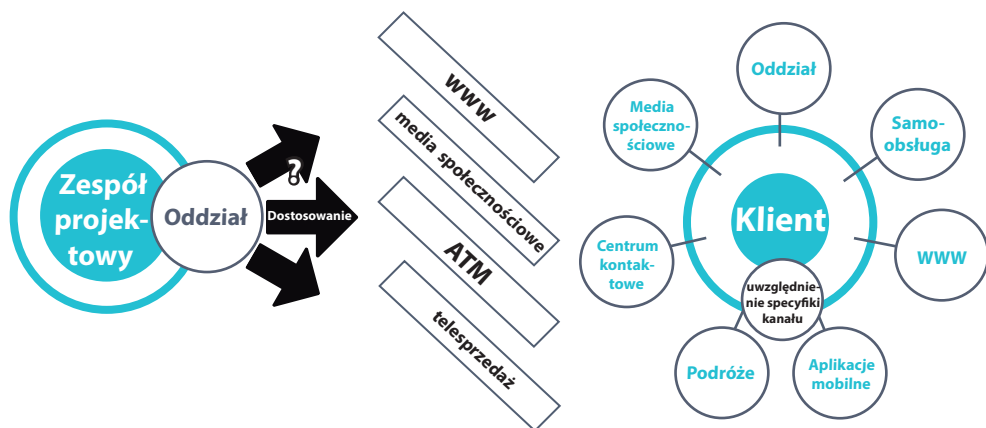 Zespół
projek-
towy
Oddział
?
Dostosowanie
WWW
media społecznościowe
ATM
telesprzedaż
Oddział
Media
społeczno-
ściowe
Samo-
obsługa
Klient
Centrum
kontak-
towe
WWW
uwzględnie-
nie specyfiki
kanału
Podróże
Aplikacje
mobilne